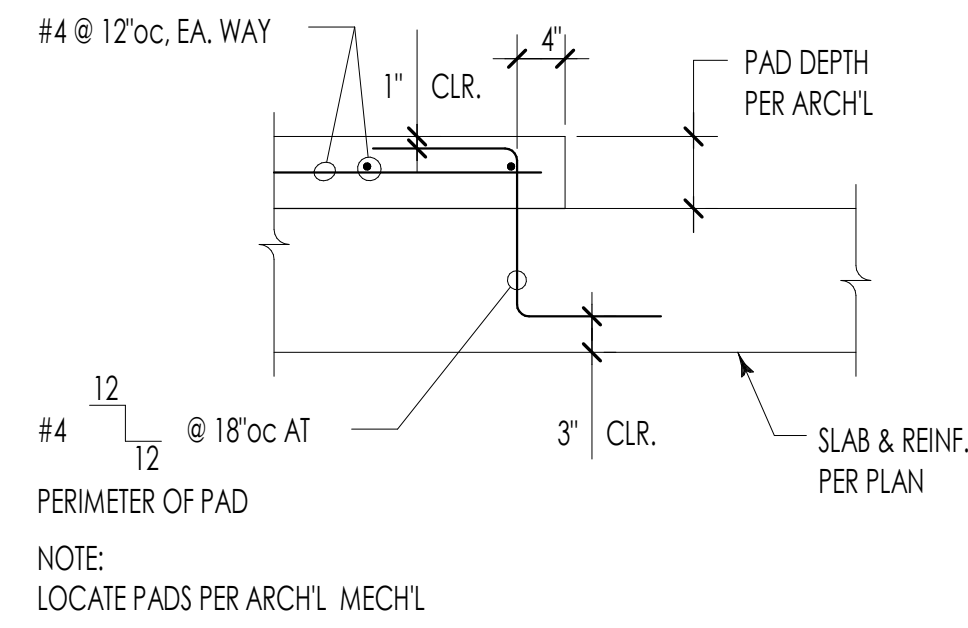 #4 @ 12"oc, EA. WAY
1" CLR.
4"
PAD DEPTH
PER ARCH'L
12
#4 @ 18"oc AT
12
PERIMETER OF PAD
3" CLR.
SLAB & REINF.
PER PLAN
NOTE:
LOCATE PADS PER ARCH'L MECH'L